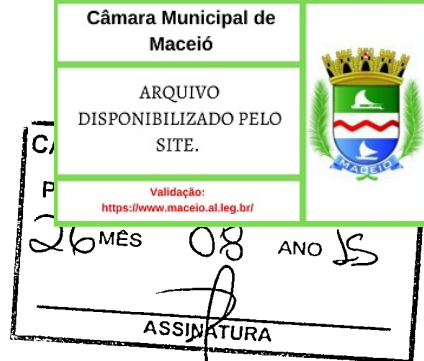 Câmara Municipal de
Maceió
ARQUIVO
DISPONIBILIZADO PELO
SITE.
Validação:
https://www.maceio.al.leg.br/
MACEIÓ
C
P
26 MÊS 08 ANO 15
ASSINATURA